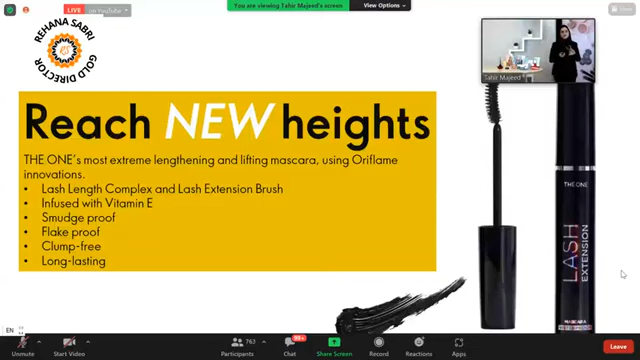 LIVE on YouTube
You are viewing Tahir Majeed's screen
View Options
REHANA SABRI
RS
GOLD DIRECTOR
Tahir Majeed
Reach NEW heights
THE ONE's most extreme lengthening and lifting mascara, using Oriflame
innovations.
• Lash Length Complex and Lash Extension Brush
• Infused with Vitamin E
• Smudge proof
• Flake proof
• Clump-free
• Long-lasting
THE ONE
LASH
EXTENSION
MASCARA
EN
Unmute
Start Video
763
Participants
99+
Chat
Share Screen
Record
Reactions
Apps
Leave